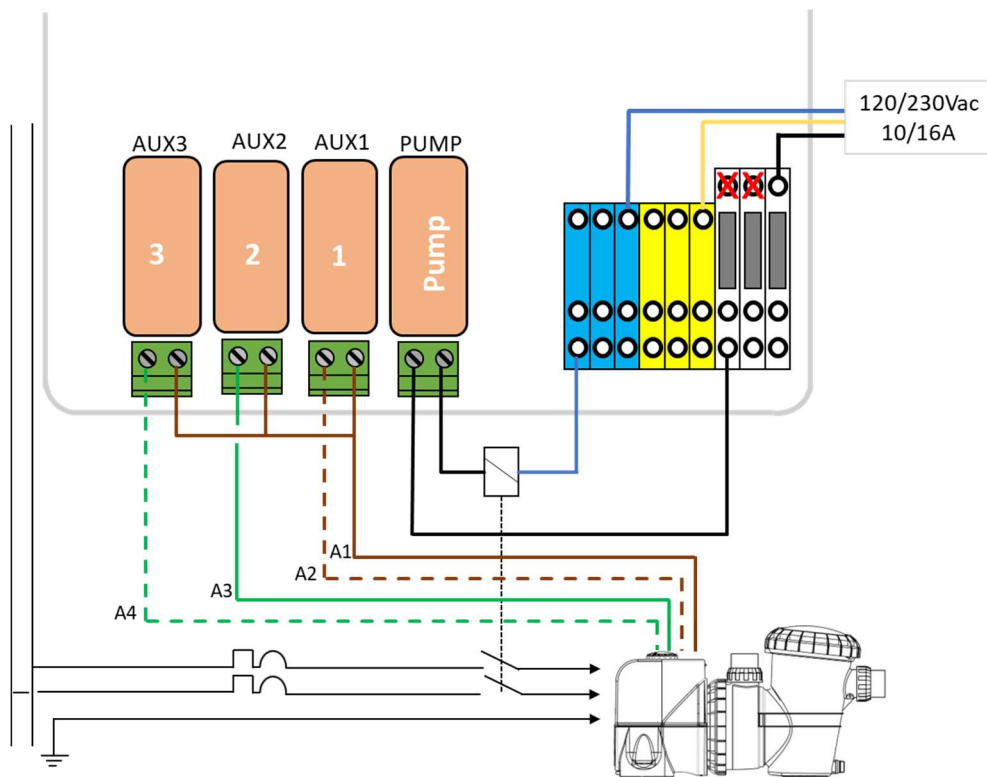 120/230Vac
10/16A
AUX3
AUX2
AUX1
PUMP
3
2
1
Pump
A1
A2
A3
A4